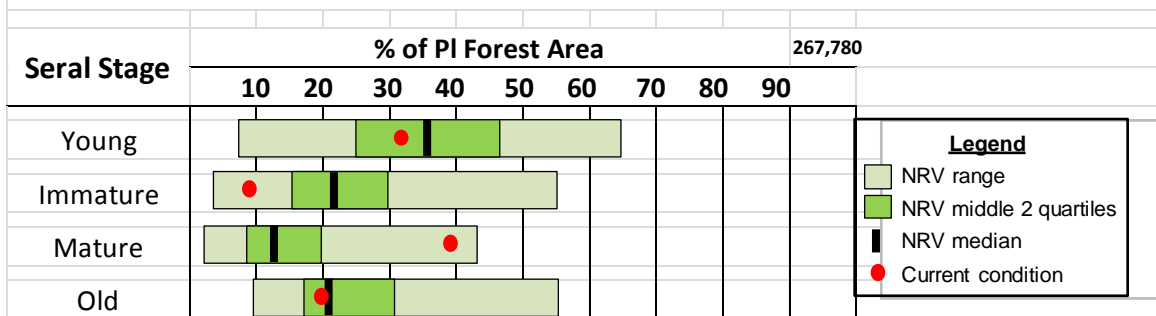 Seral Stage
% of Pl Forest Area
267,780
10 20 30 40 50 60 70 80 90
Young
Immature
Mature
Old
Legend
NRV range
NRV middle 2 quartiles
NRV median
Current condition